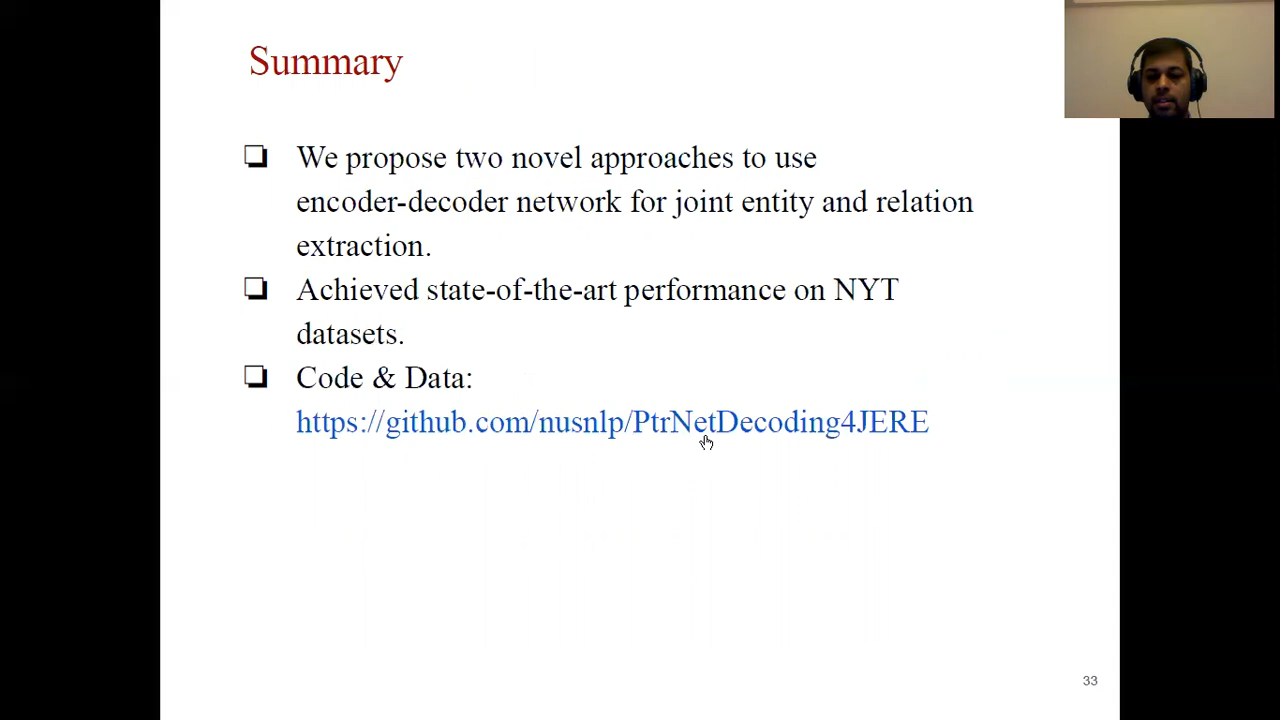 Summary
We propose two novel approaches to use
encoder-decoder network for joint entity and relation
extraction.
Achieved state-of-the-art performance on NYT
datasets.
Code & Data:
https://github.com/nusnlp/PtrNetDecoding4JERE
33